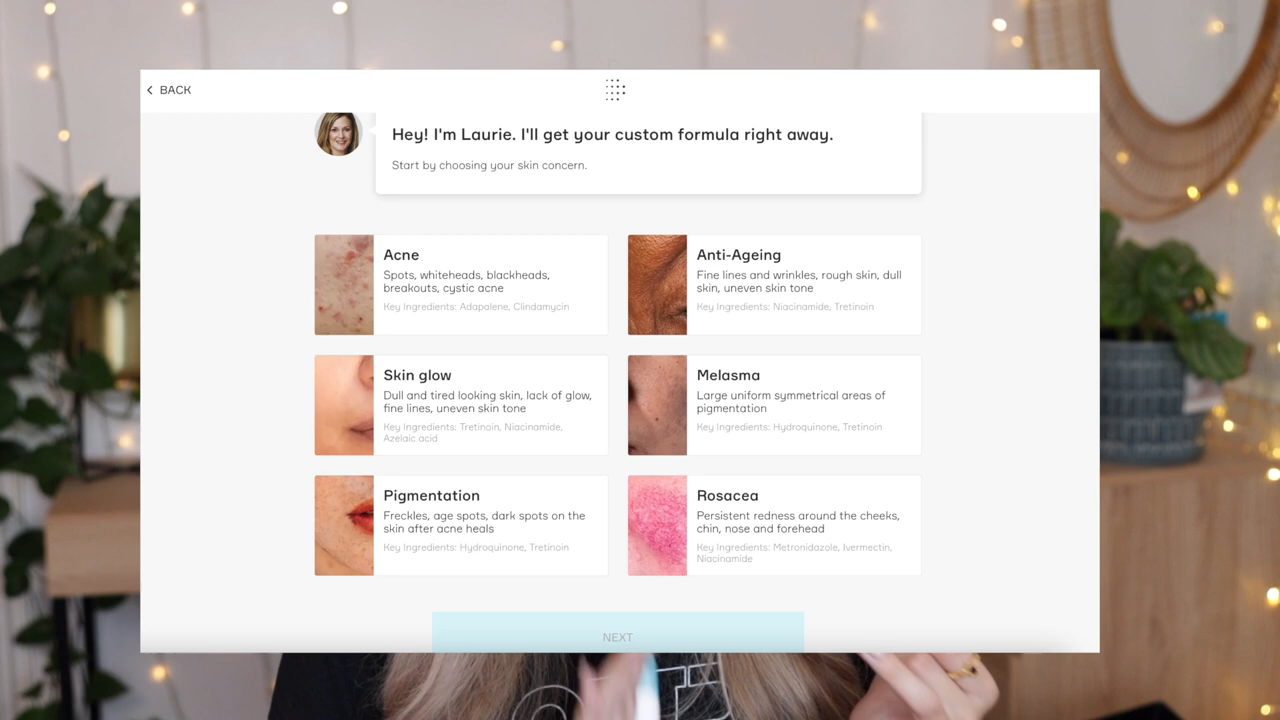 BACK
Hey! I'm Laurie. I'll get your custom formula right away.
Start by choosing your skin concern.
Acne
Spots, whiteheads, blackheads,
breakouts, cystic acne
Key Ingredients: Adapalene, Clindamycin
Anti-Ageing
Fine lines and wrinkles, rough skin, dull
skin, uneven skin tone
Key Ingredients: Niacinamide, Tretinoin
Skin glow
Dull and tired looking skin, lack of glow,
fine lines, uneven skin tone
Key Ingredients: Tretinoin, Niacinamide,
Azelaic acid
Melasma
Large uniform symmetrical areas of
pigmentation
Key Ingredients: Hydroquinone, Tretinoin
Pigmentation
Freckles, age spots, dark spots on the
skin after acne heals
Key Ingredients: Hydroquinone, Tretinoin
Rosacea
Persistent redness around the cheeks,
chin, nose and forehead
Key Ingredients: Metronidazole, Ivermectin,
Niacinamide
NEXT